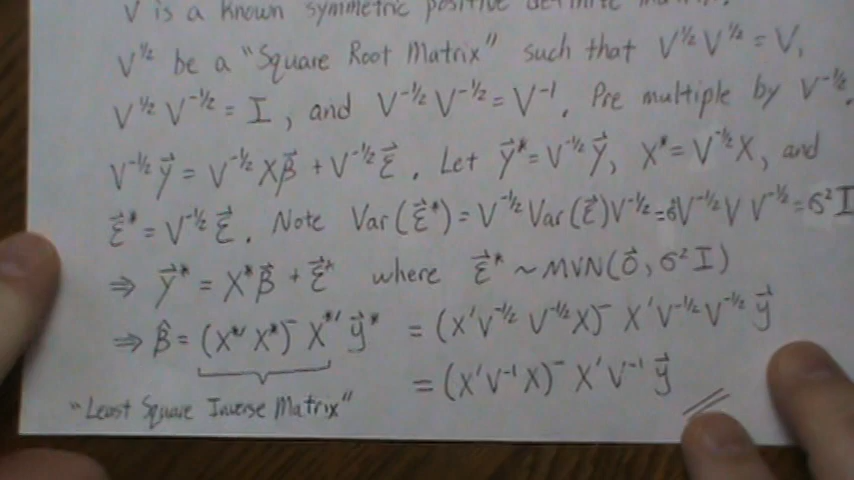 V is a known symmetric positive definite matrix.
V^{1/2} be a "Square Root Matrix" such that V^{1/2} V^{1/2} = V,
V^{1/2} V^{-1/2} = I, and V^{-1/2} V^{-1/2} = V^{-1}. Pre multiple by V^{-1/2}.
V^{-1/2} y⃗ = V^{-1/2} Xβ⃗ + V^{-1/2} ε⃗. Let y⃗* = V^{-1/2} y⃗, X* = V^{-1/2} X, and
ε⃗* = V^{-1/2} ε⃗. Note Var(ε⃗*) = V^{-1/2} Var(ε⃗) V^{-1/2} = σ² V^{-1/2} V V^{-1/2} = σ² I
⇒ y⃗* = X* β⃗ + ε⃗* where ε⃗* ~ MVN(0⃗, σ² I)
⇒ β̂ = (X*' X*)⁻ X*' y⃗* = (X' V^{-1/2} V^{-1/2} X)⁻ X' V^{-1/2} V^{-1/2} y⃗
= (X' V^{-1} X)⁻ X' V^{-1} y⃗ //
"Least Square Inverse Matrix"